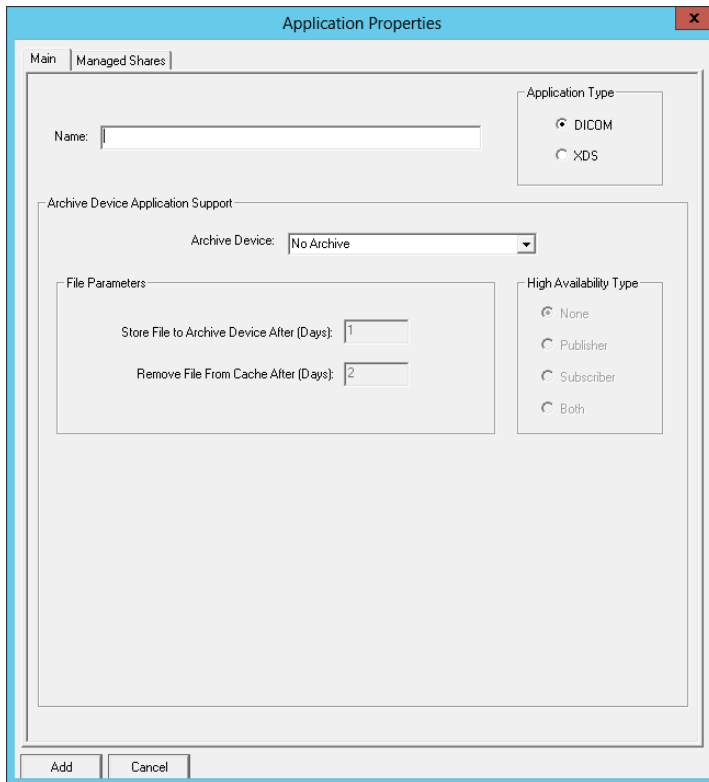 Application Properties
x
Main
Managed Shares
Application Type
DICOM
XDS
Name:
Archive Device Application Support
Archive Device: No Archive
File Parameters
Store File to Archive Device After (Days): 1
Remove File From Cache After (Days): 2
High Availability Type
None
Publisher
Subscriber
Both
Add
Cancel